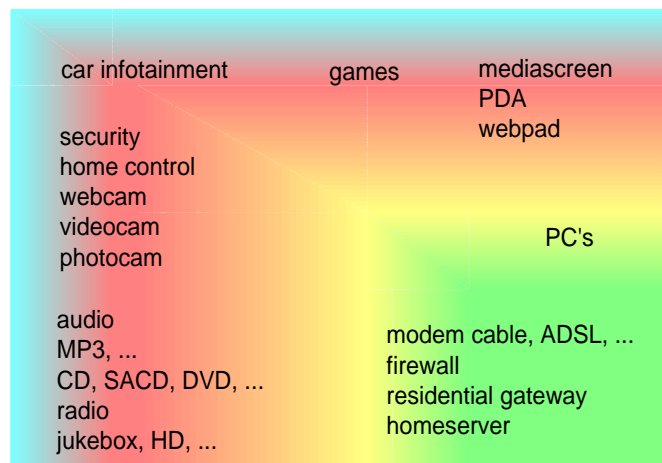 car infotainment
games
mediascreen
PDA
webpad
security
home control
webcam
videocam
photocam
PC's
audio
MP3, ...
CD, SACD, DVD, ...
radio
jukebox, HD, ...
modem cable, ADSL, ...
firewall
residential gateway
homeserver